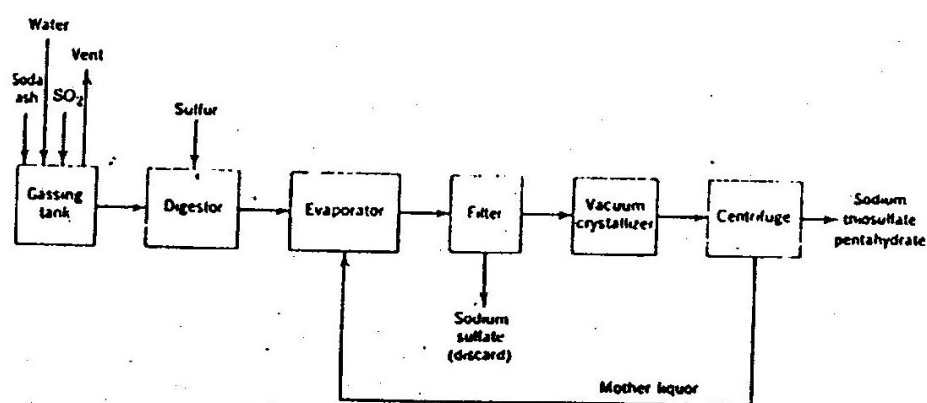 Water
Vent
Soda
ash
SO₂
Sulfur
Gassing
tank
Digestor
Evaporator
Filter
Vacuum
crystallizer
Centrifuge
Sodium
thiosulfate
pentahydrate
Sodium
sulfate
(discard)
Mother liquor